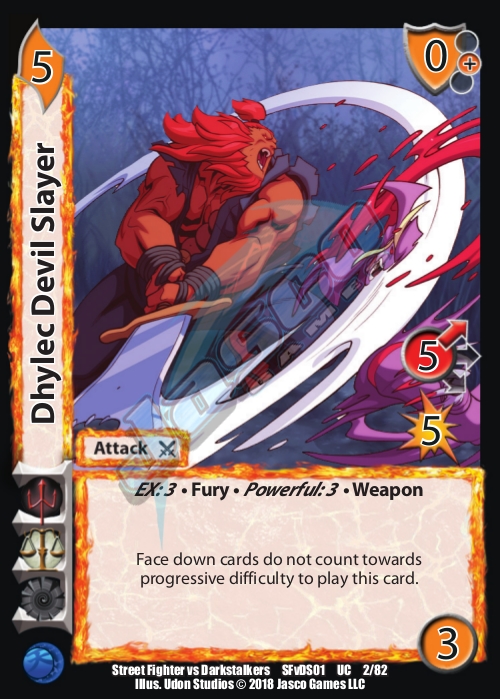 5
0
+
Dhylec Devil Slayer
5
5
Attack
EX: 3 • Fury • Powerful: 3 • Weapon
Face down cards do not count towards
progressive difficulty to play this card.
3
Street Fighter vs Darkstalkers SFvDS01 UC 2/82
Illus. Udon Studios © 2018 Jasco Games LLC